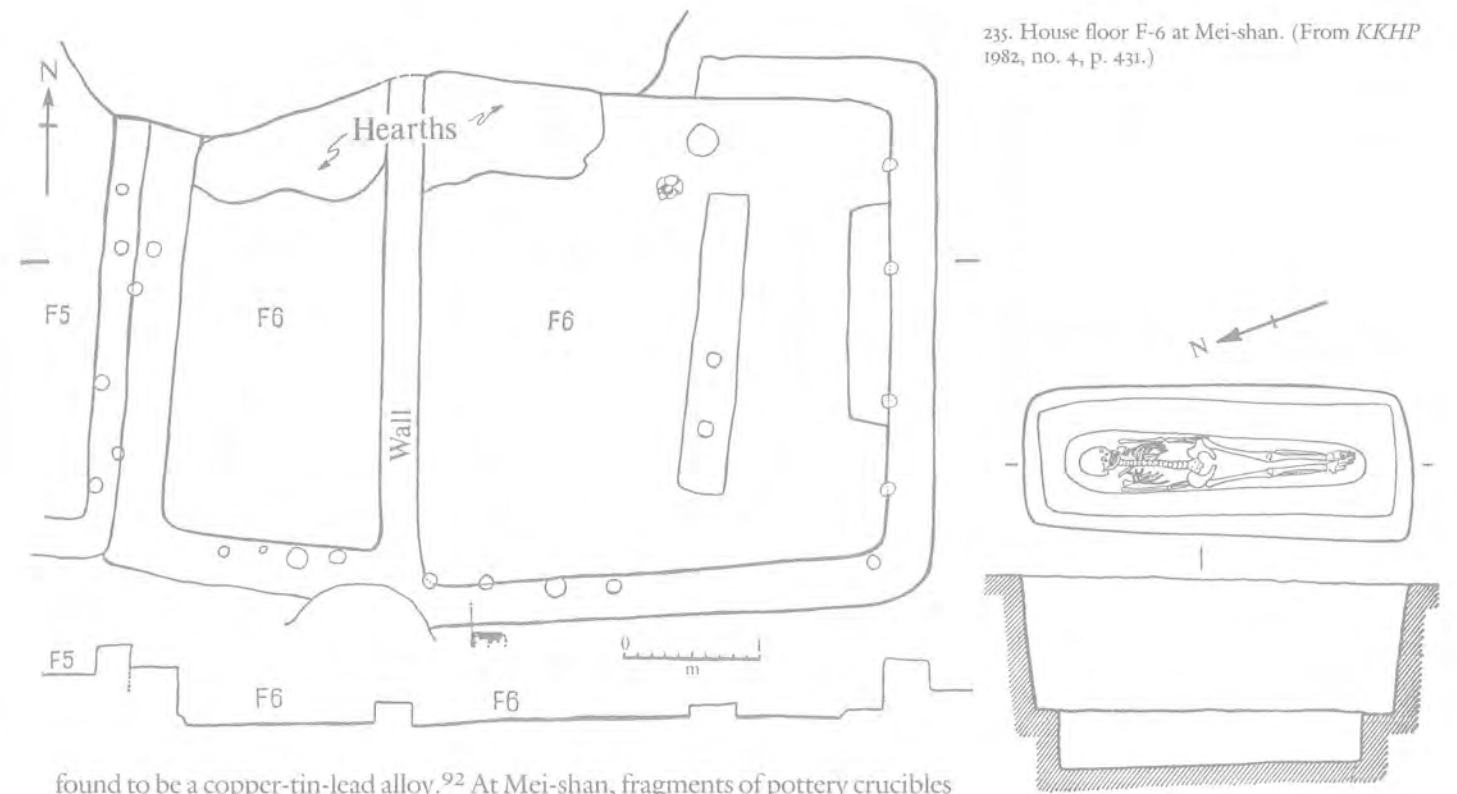 235. House floor F-6 at Mei-shan. (From KKHP
1982, no. 4, p. 431.)
N
Hearths
F5
F6
F6
Wall
N
0 1
m
F5
F6
F6
found to be a copper-tin-lead alloy.92 At Mei-shan, fragments of pottery crucibles